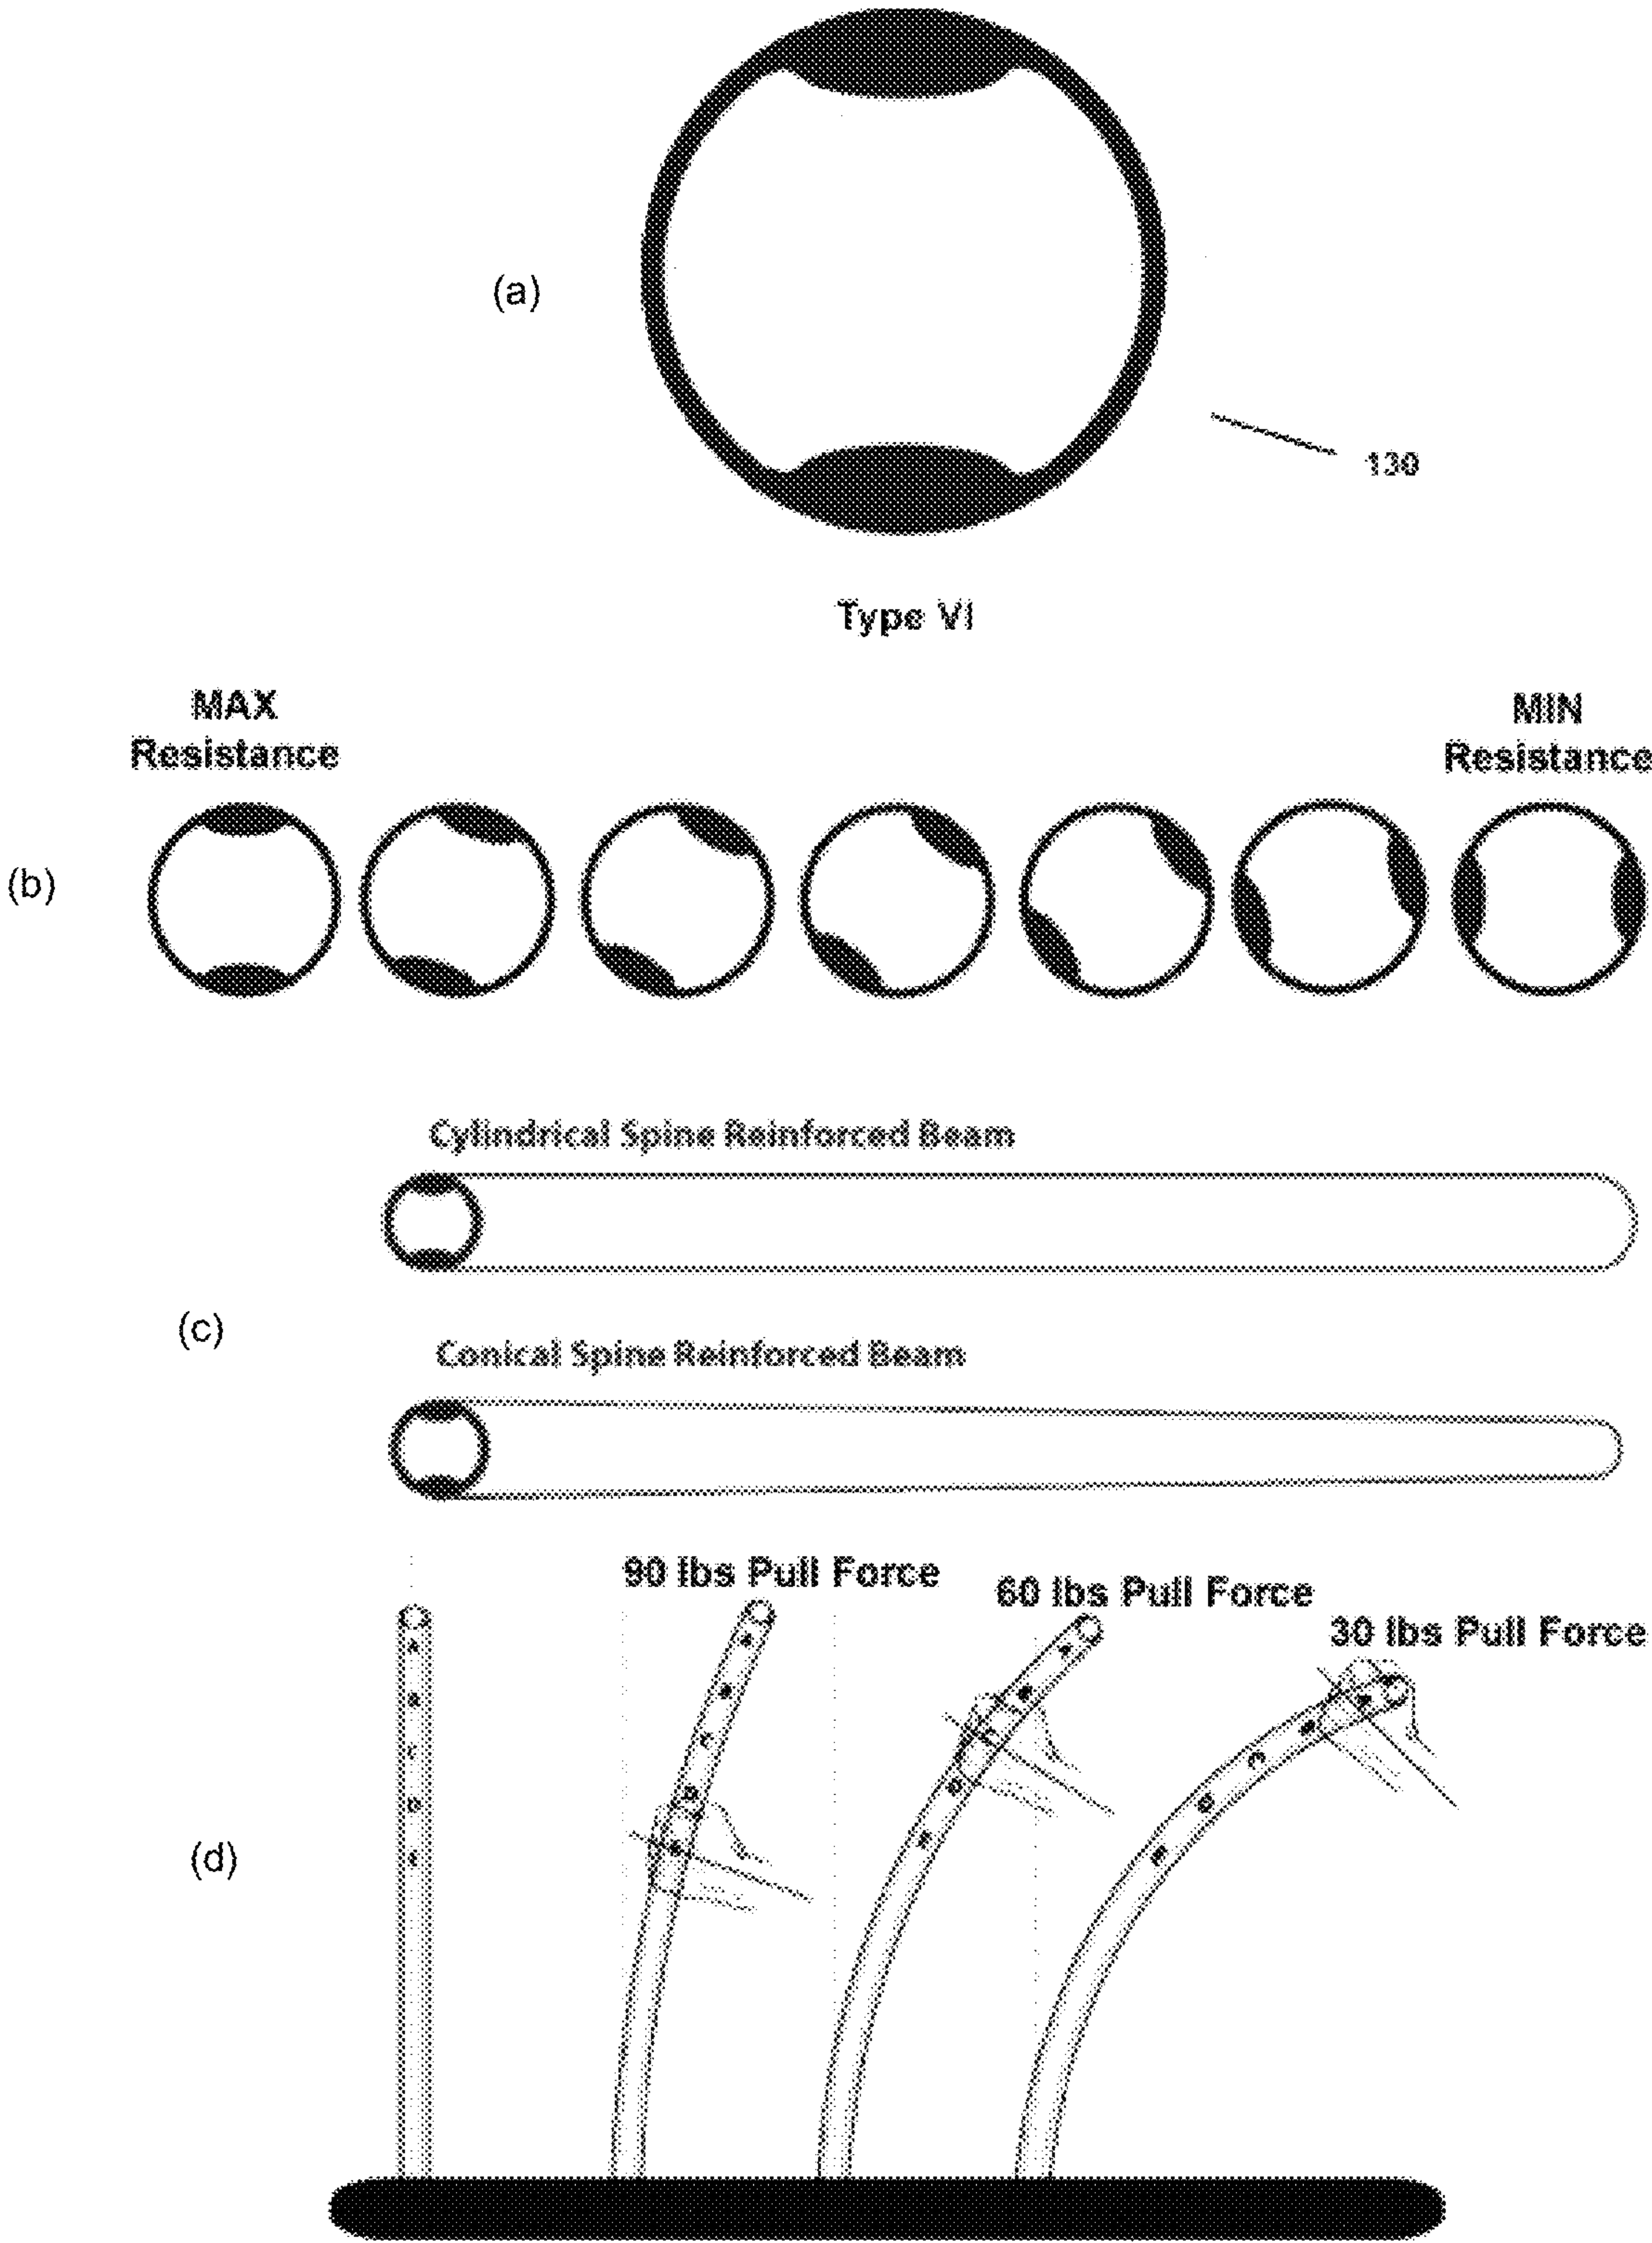 (a)
130
Type VI
MAX
Resistance
MIN
Resistance
(b)
Cylindrical Spine Reinforced Beam
(c)
Conical Spine Reinforced Beam
90 lbs Pull Force
60 lbs Pull Force
30 lbs Pull Force
A
B
C
D
E
(d)